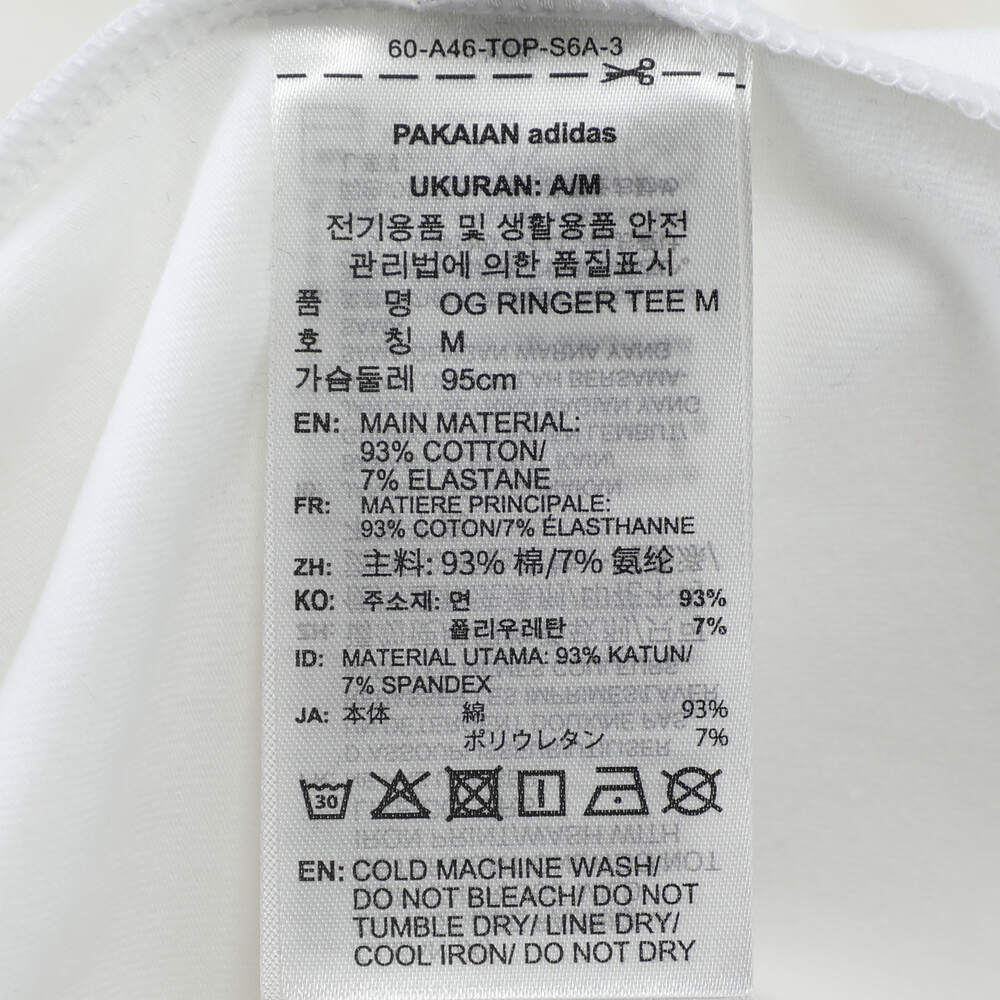 60-A46-TOP-S6A-3
PAKAIAN adidas
UKURAN: A/M
전기용품 및 생활용품 안전
관리법에 의한 품질표시
품 명 OG RINGER TEE M
호 칭 M
가슴둘레 95cm
EN: MAIN MATERIAL:
93% COTTON/
7% ELASTANE
FR: MATIERE PRINCIPALE:
93% COTON/7% ÉLASTHANNE
ZH: 主料: 93% 棉/7% 氨纶
KO: 주소재: 면 93%
폴리우레탄 7%
ID: MATERIAL UTAMA: 93% KATUN/
7% SPANDEX
JA: 本体 綿 93%
ポリウレタン 7%
30
EN: COLD MACHINE WASH/
DO NOT BLEACH/ DO NOT
TUMBLE DRY/ LINE DRY/
COOL IRON/ DO NOT DRY